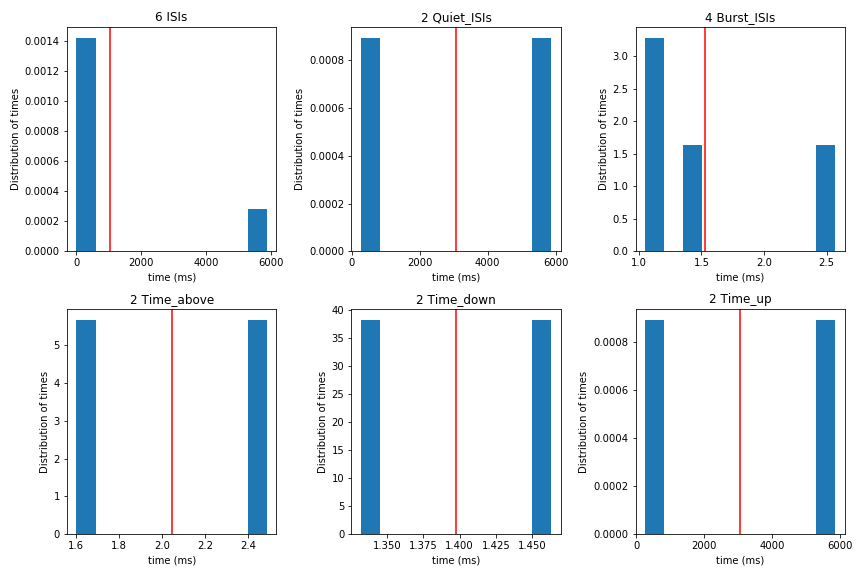 6 ISIs
Distribution of times
0.0014
0.0012
0.0010
0.0008
0.0006
0.0004
0.0002
0.0000
0 2000 4000 6000
time (ms)
2 Quiet_ISIs
Distribution of times
0.0008
0.0006
0.0004
0.0002
0.0000
0 2000 4000 6000
time (ms)
4 Burst_ISIs
Distribution of times
3.0
2.5
2.0
1.5
1.0
0.5
0.0
1.0 1.5 2.0 2.5
time (ms)
2 Time_above
Distribution of times
5
4
3
2
1
0
1.6 1.8 2.0 2.2 2.4
time (ms)
2 Time_down
Distribution of times
40
35
30
25
20
15
10
5
0
1.350 1.375 1.400 1.425 1.450
time (ms)
2 Time_up
Distribution of times
0.0008
0.0006
0.0004
0.0002
0.0000
0 2000 4000 6000
time (ms)